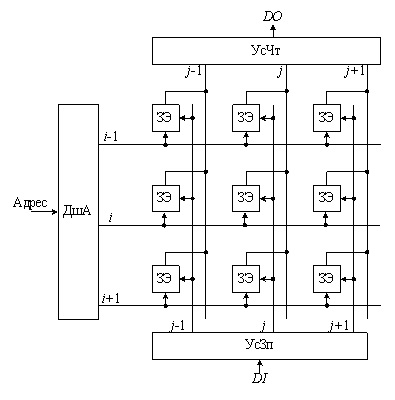 DO
УсЧт
j-1 j j+1
ЗЭ ЗЭ ЗЭ
i-1
Адрес
ДшА
ЗЭ ЗЭ ЗЭ
i
ЗЭ ЗЭ ЗЭ
i+1
j-1 j j+1
УсЗп
DI